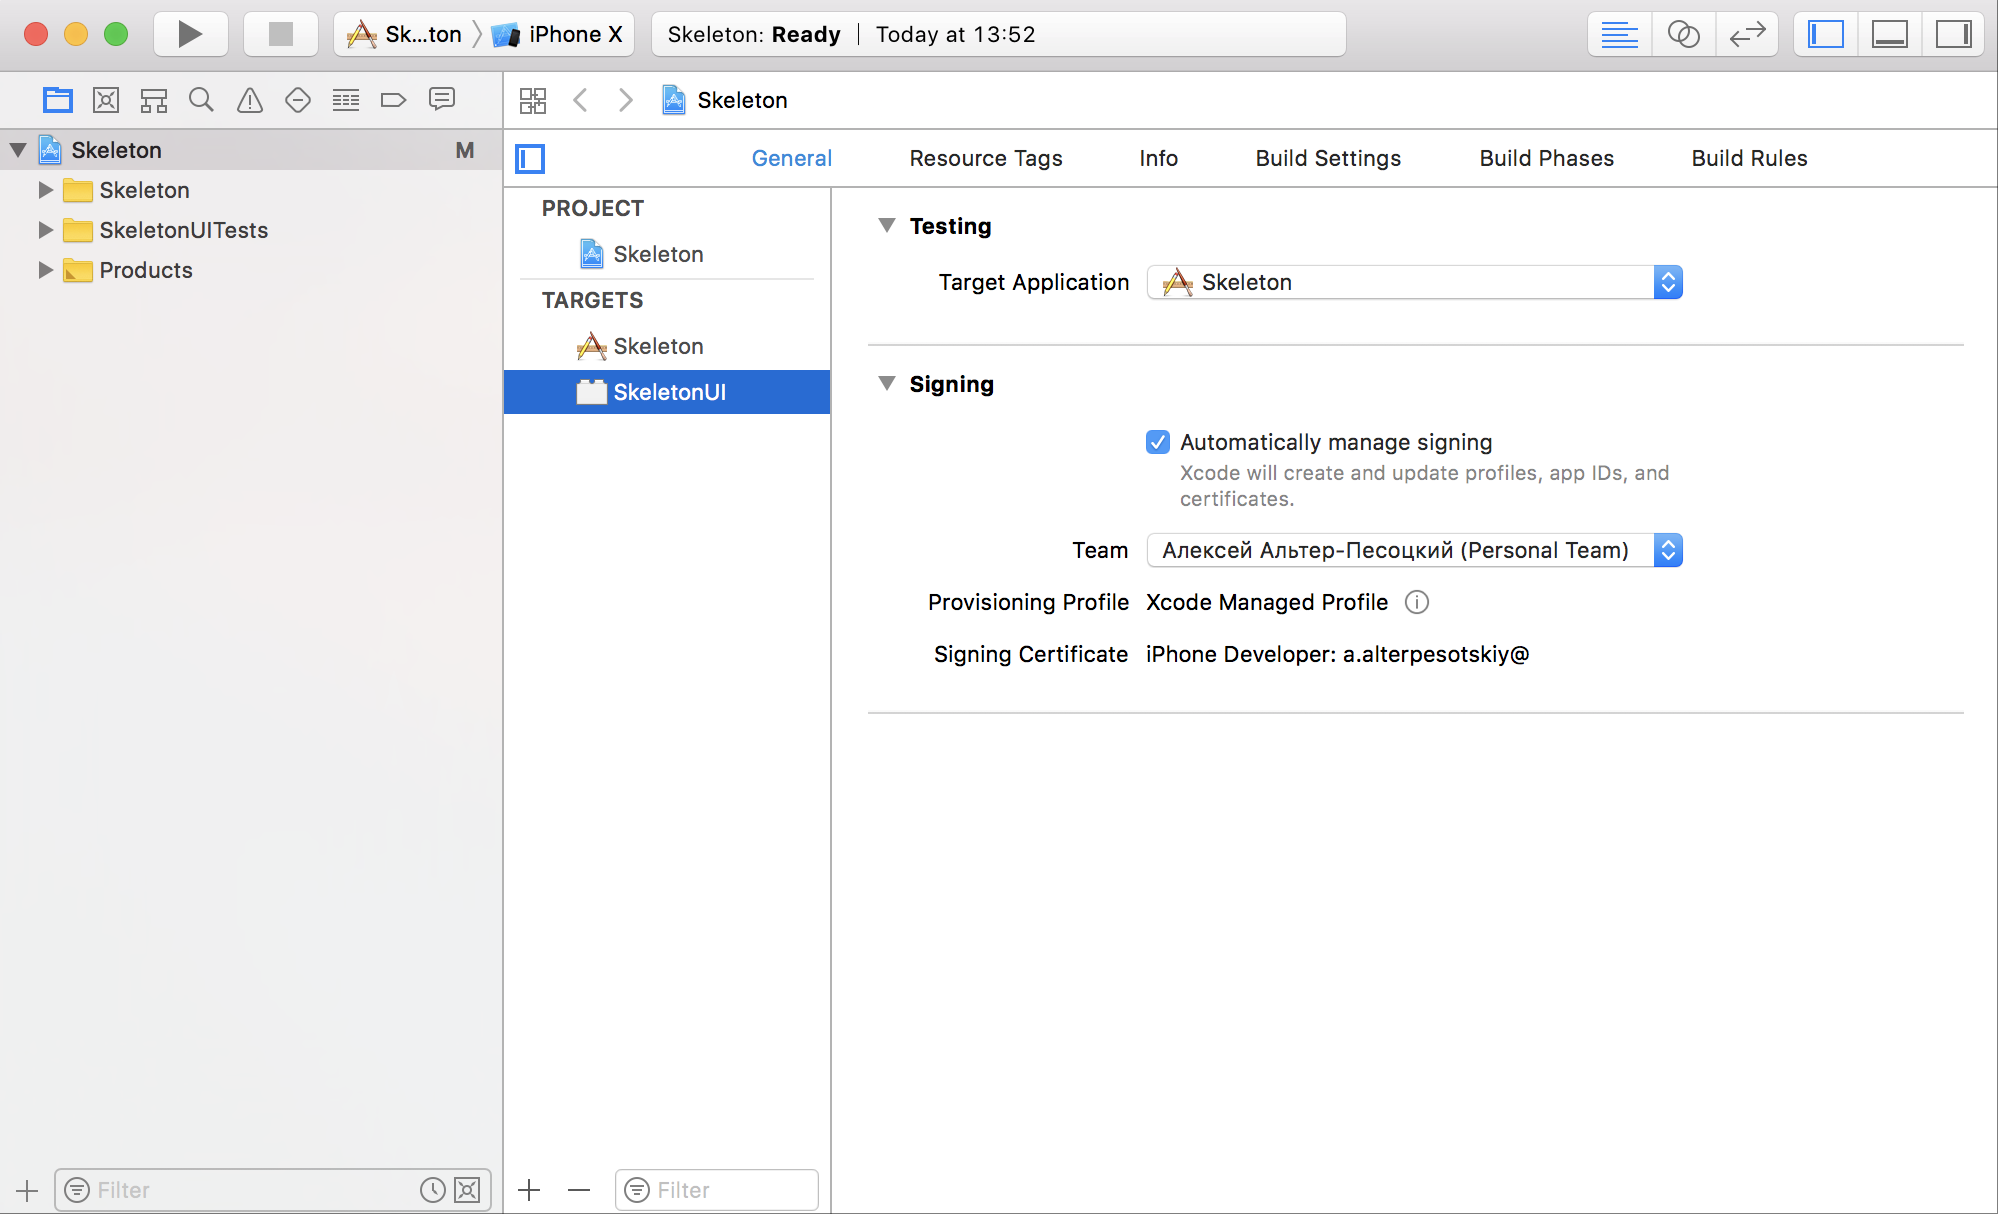 Sk...ton iPhone X Skeleton: Ready Today at 13:52
Skeleton
Skeleton M
General Resource Tags Info Build Settings Build Phases Build Rules
Skeleton
SkeletonUITests
Products
PROJECT
Skeleton
TARGETS
Skeleton
SkeletonUI
Testing
Target Application Skeleton
Signing
Automatically manage signing
Xcode will create and update profiles, app IDs, and
certificates.
Team Алексей Альтер-Песоцкий (Personal Team)
Provisioning Profile Xcode Managed Profile
Signing Certificate iPhone Developer: a.alterpesotskiy@
Filter
Filter